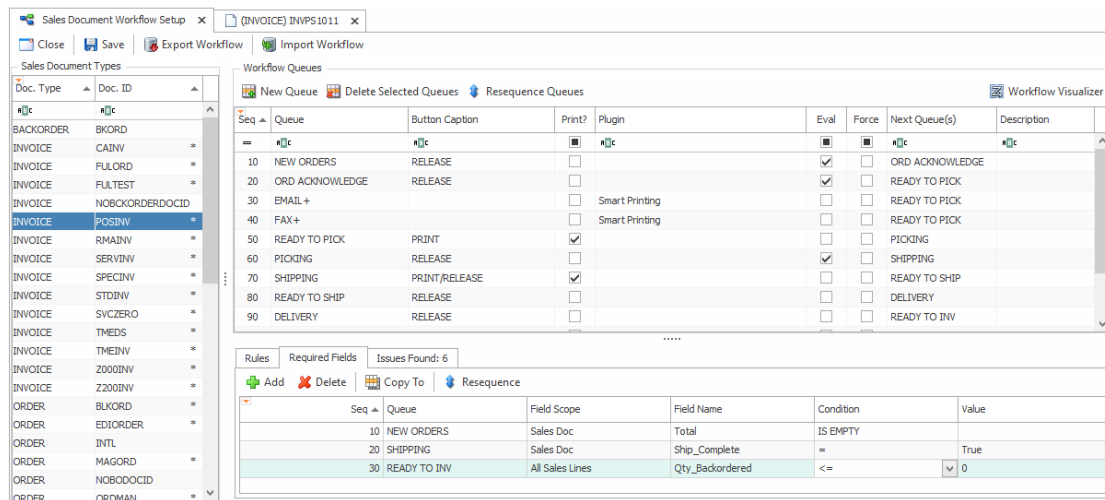 Sales Document Workflow Setup × (INVOICE) INVPS1011 ×
Close Save Export Workflow Import Workflow
Sales Document Types
Doc. Type Doc. ID
BACKORDER BKORD
INVOICE CAINV *
INVOICE FULORD *
INVOICE FULTEST *
INVOICE NOBCKORDERDOCID
INVOICE POSINV *
INVOICE RMAINV *
INVOICE SERVINV *
INVOICE SPECINV *
INVOICE STDINV *
INVOICE SVCZERO *
INVOICE TMEDS *
INVOICE TMEINV *
INVOICE Z000INV *
INVOICE Z200INV *
ORDER BLKORD *
ORDER EDIORDER *
ORDER INTL
ORDER MAGORD *
ORDER NOBODOCID
ORDER ORDMAN *
Workflow Queues
New Queue Delete Selected Queues Resequence Queues Workflow Visualizer
Seq Queue Button Caption Print? Plugin Eval Force Next Queue(s) Description
=
10 NEW ORDERS RELEASE ORD ACKNOWLEDGE
20 ORD ACKNOWLEDGE RELEASE READY TO PICK
30 EMAIL+ Smart Printing READY TO PICK
40 FAX+ Smart Printing READY TO PICK
50 READY TO PICK PRINT PICKING
60 PICKING RELEASE SHIPPING
70 SHIPPING PRINT/RELEASE READY TO SHIP
80 READY TO SHIP RELEASE DELIVERY
90 DELIVERY RELEASE READY TO INV
Rules Required Fields Issues Found: 6
Add Delete Copy To Resequence
Seq Queue Field Scope Field Name Condition Value
10 NEW ORDERS Sales Doc Total IS EMPTY
20 SHIPPING Sales Doc Ship_Complete = True
30 READY TO INV All Sales Lines Qty_Backordered <= 0